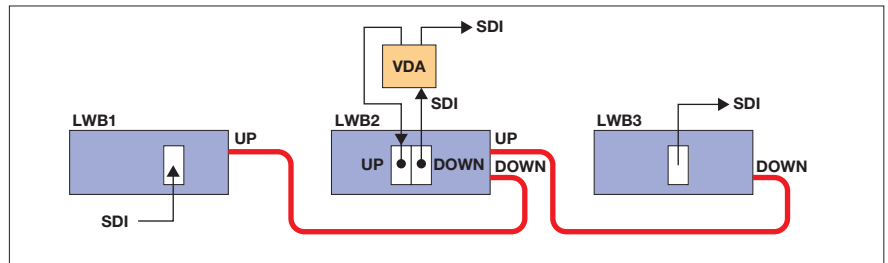 SDI
VDA
SDI
LWB1
UP
SDI
LWB2
UP
DOWN
UP
DOWN
LWB3
SDI
DOWN